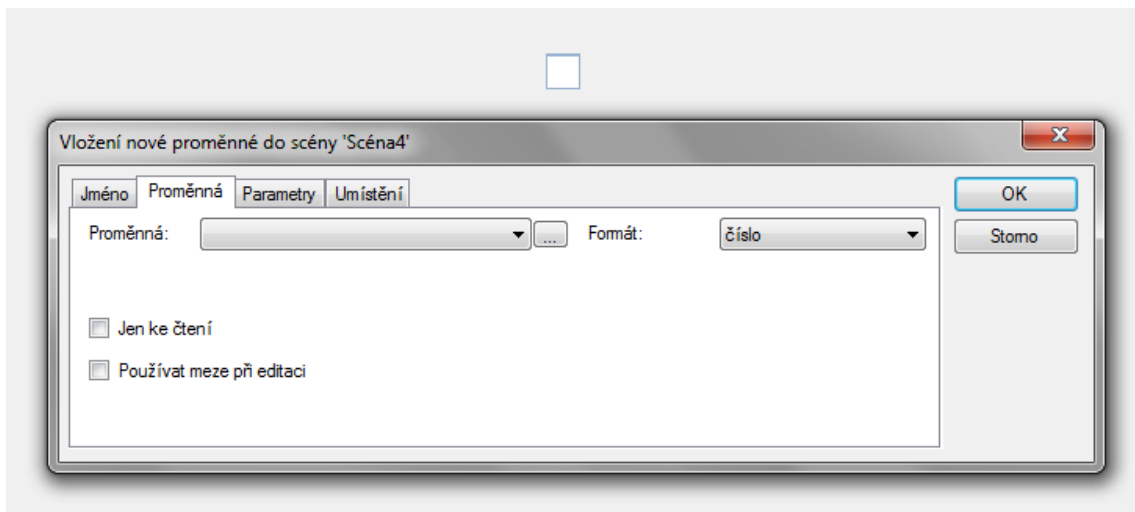 Vložení nové proměnné do scény 'Scéna4'
Jméno Proměnná Parametry Umístění
OK
Proměnná: ... Formát: číslo
Storno
Jen ke čtení
Používat meze při editaci